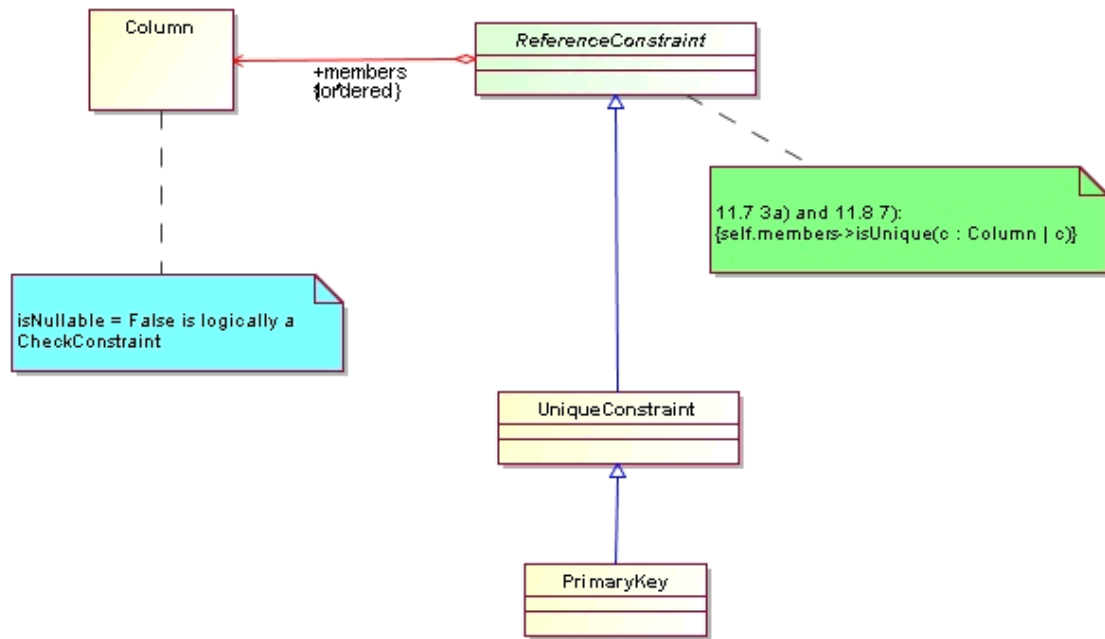 Column
ReferenceConstraint
+members
{ordered}
11.7 3a) and 11.8 7):
{self.members->isUnique(c : Column | c)}
isNullable = False is logically a
CheckConstraint
UniqueConstraint
PrimaryKey